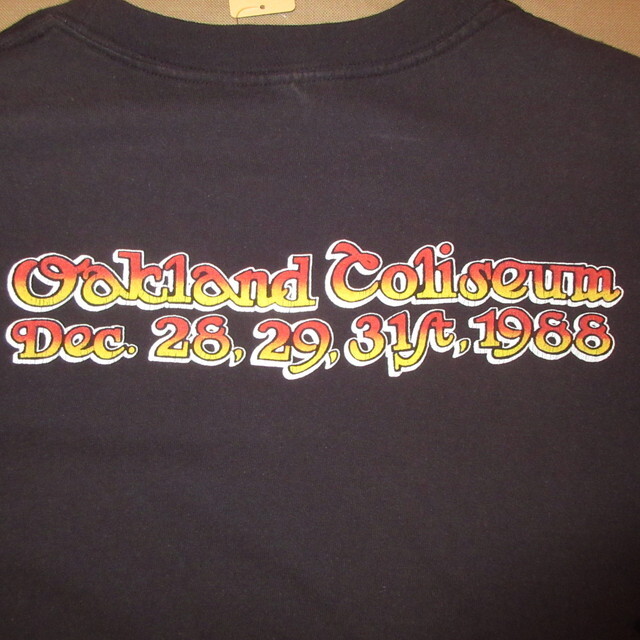 Oakland Coliseum
Dec. 28, 29, 31st, 1988